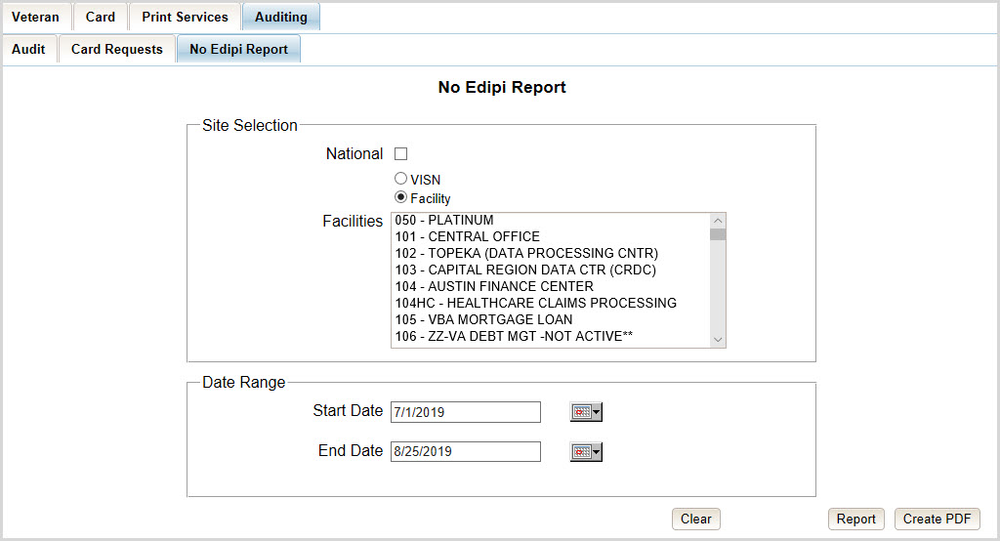 Veteran Card Print Services Auditing
Audit Card Requests No Edipi Report
No Edipi Report
Site Selection
National
VISN
Facility
Facilities
050 - PLATINUM
101 - CENTRAL OFFICE
102 - TOPEKA (DATA PROCESSING CNTR)
103 - CAPITAL REGION DATA CTR (CRDC)
104 - AUSTIN FINANCE CENTER
104HC - HEALTHCARE CLAIMS PROCESSING
105 - VBA MORTGAGE LOAN
106 - ZZ-VA DEBT MGT -NOT ACTIVE**
Date Range
Start Date 7/1/2019
End Date 8/25/2019
Clear Report Create PDF